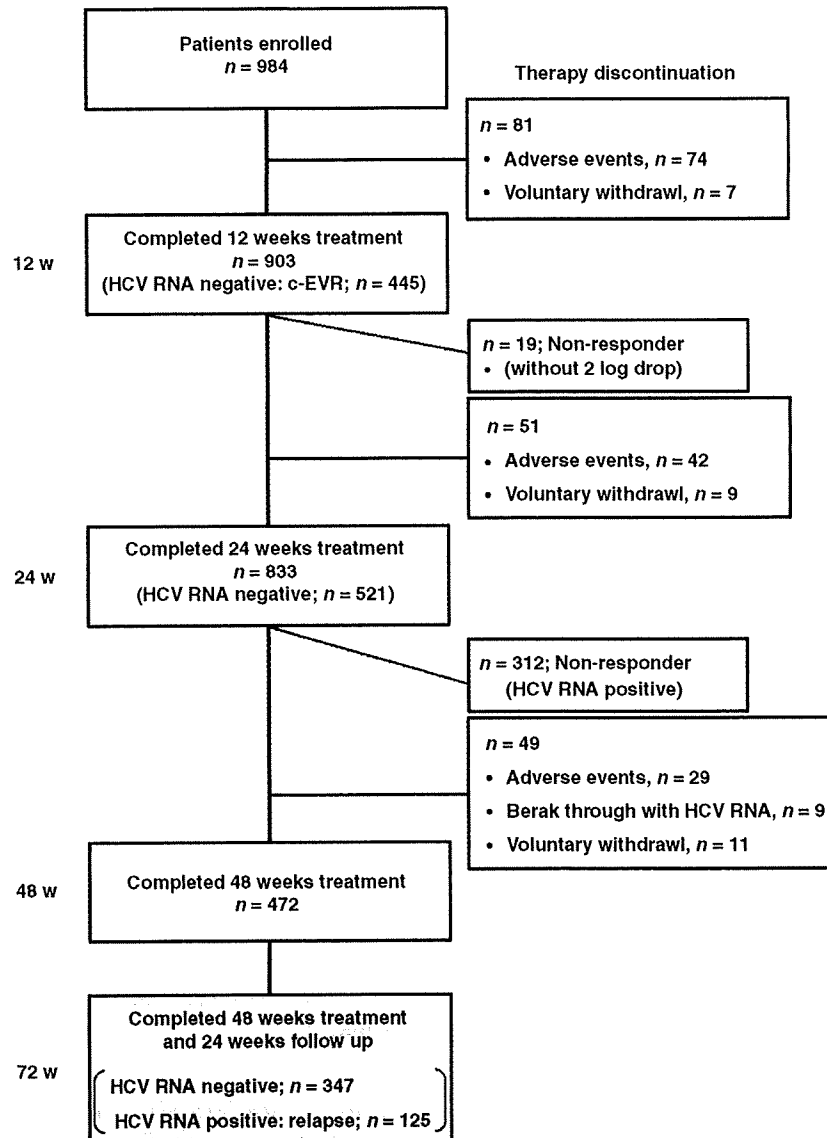 Patients enrolled
n = 984
Therapy discontinuation
n = 81
• Adverse events, n = 74
• Voluntary withdrawl, n = 7
12 w
Completed 12 weeks treatment
n = 903
(HCV RNA negative: c-EVR; n = 445)
n = 19; Non-responder
• (without 2 log drop)
n = 51
• Adverse events, n = 42
• Voluntary withdrawl, n = 9
24 w
Completed 24 weeks treatment
n = 833
(HCV RNA negative; n = 521)
n = 312; Non-responder
(HCV RNA positive)
n = 49
• Adverse events, n = 29
• Berak through with HCV RNA, n = 9
• Voluntary withdrawl, n = 11
48 w
Completed 48 weeks treatment
n = 472
72 w
Completed 48 weeks treatment
and 24 weeks follow up
HCV RNA negative; n = 347
HCV RNA positive: relapse; n = 125